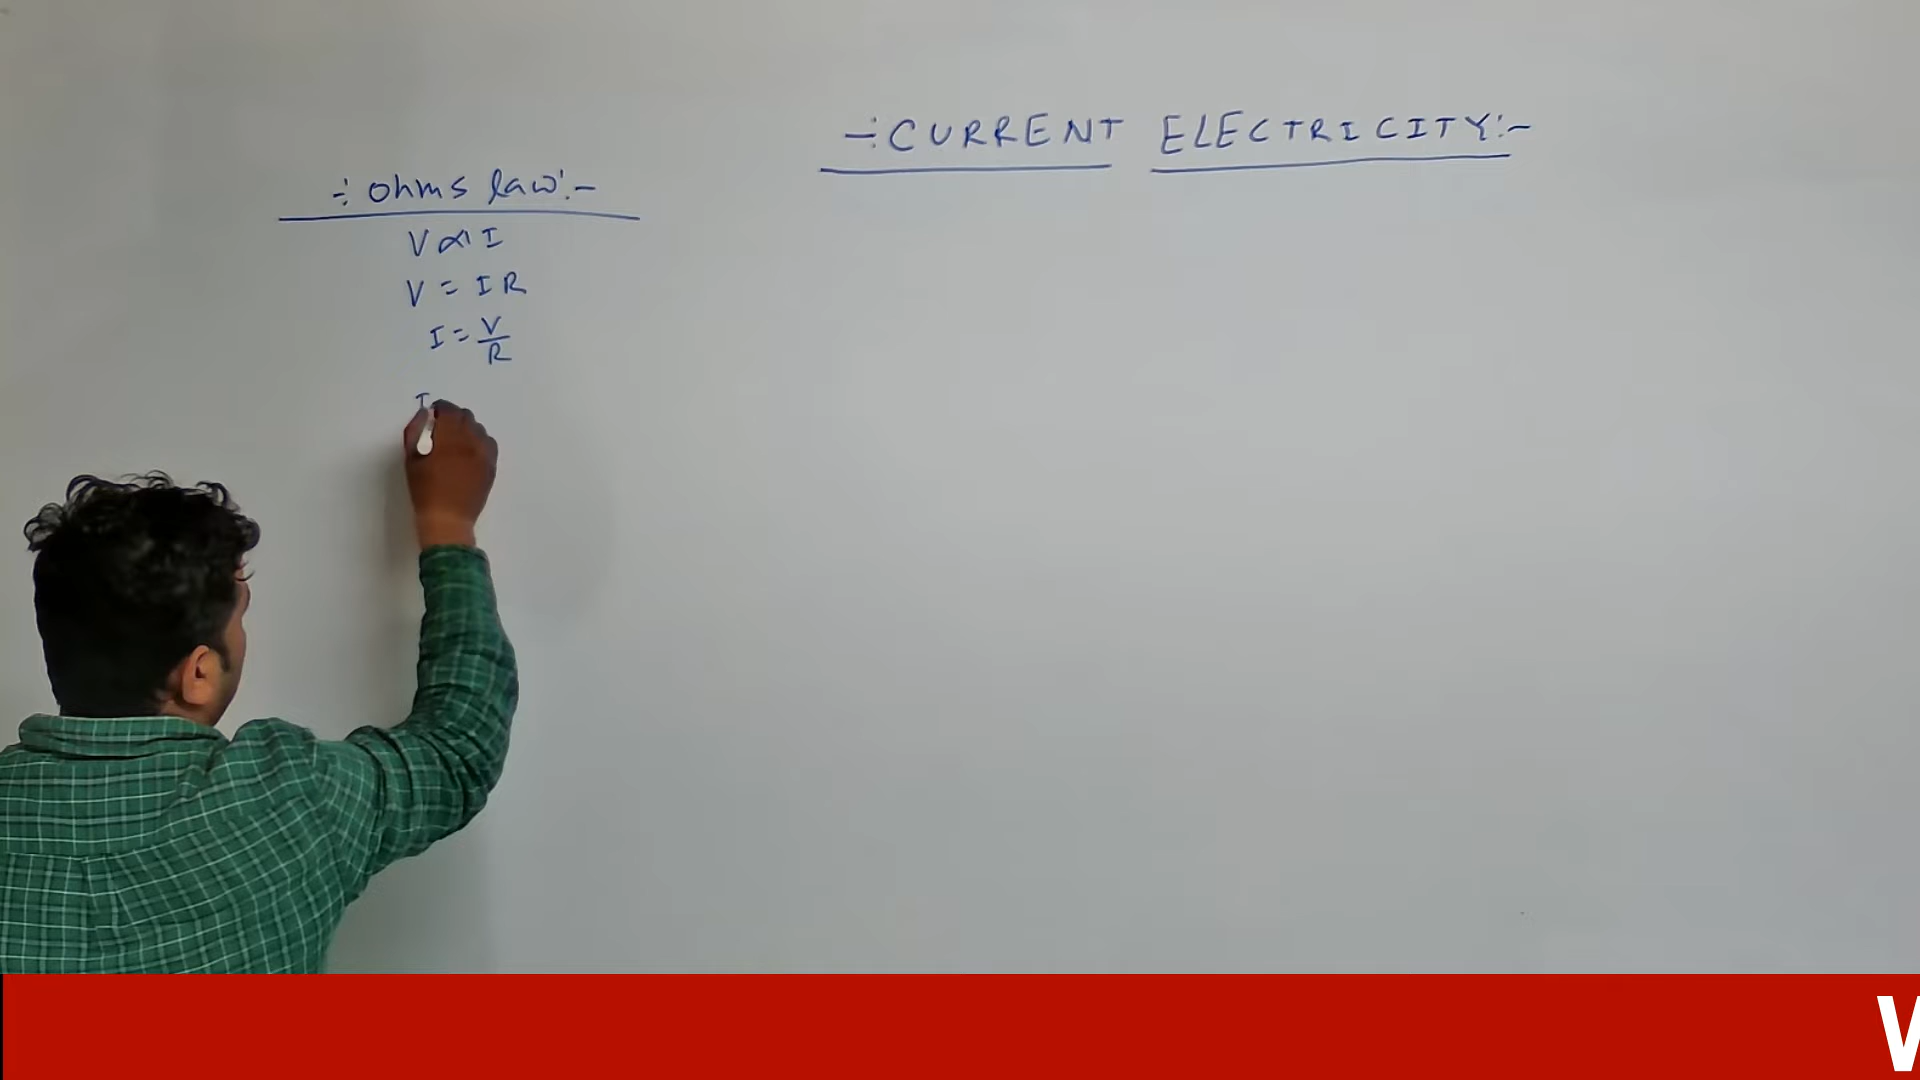 -:CURRENT ELECTRICITY:-
-: ohms law:-
V ∝ I
V = IR
I = V/R
I